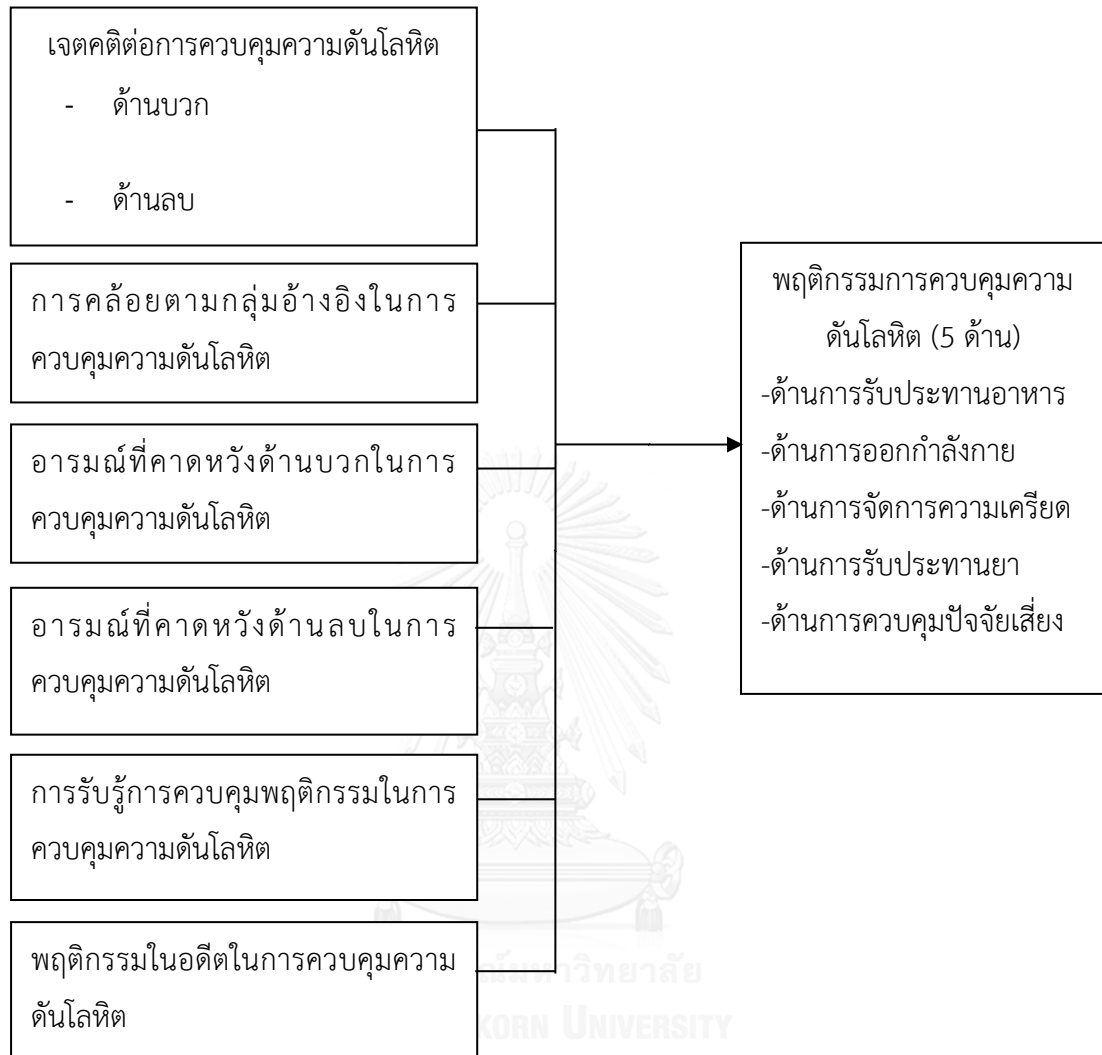 เจตคติต่อการควบคุมความดันโลหิต
- ด้านบวก
- ด้านลบ
การคล้อยตามกลุ่มอ้างอิงในการ
ควบคุมความดันโลหิต
อารมณ์ที่คาดหวังด้านบวกในการ
ควบคุมความดันโลหิต
อารมณ์ที่คาดหวังด้านลบในการ
ควบคุมความดันโลหิต
การรับรู้การควบคุมพฤติกรรมในการ
ควบคุมความดันโลหิต
พฤติกรรมในอดีตในการควบคุมความ
ดันโลหิต
พฤติกรรมการควบคุมความ
ดันโลหิต (5 ด้าน)
-ด้านการรับประทานอาหาร
-ด้านการออกกำลังกาย
-ด้านการจัดการความเครียด
-ด้านการรับประทานยา
-ด้านการควบคุมปัจจัยเสี่ยง
UNIVERSITY